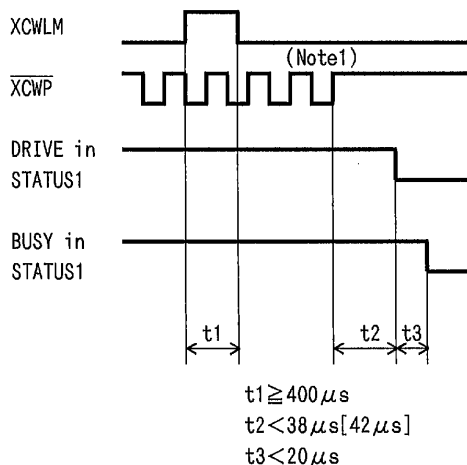 XCWLM
(Note1)
XCWP
DRIVE in
STATUS1
BUSY in
STATUS1
t1
t2
t3
t1≧400μs
t2<38μs[42μs]
t3<20μs